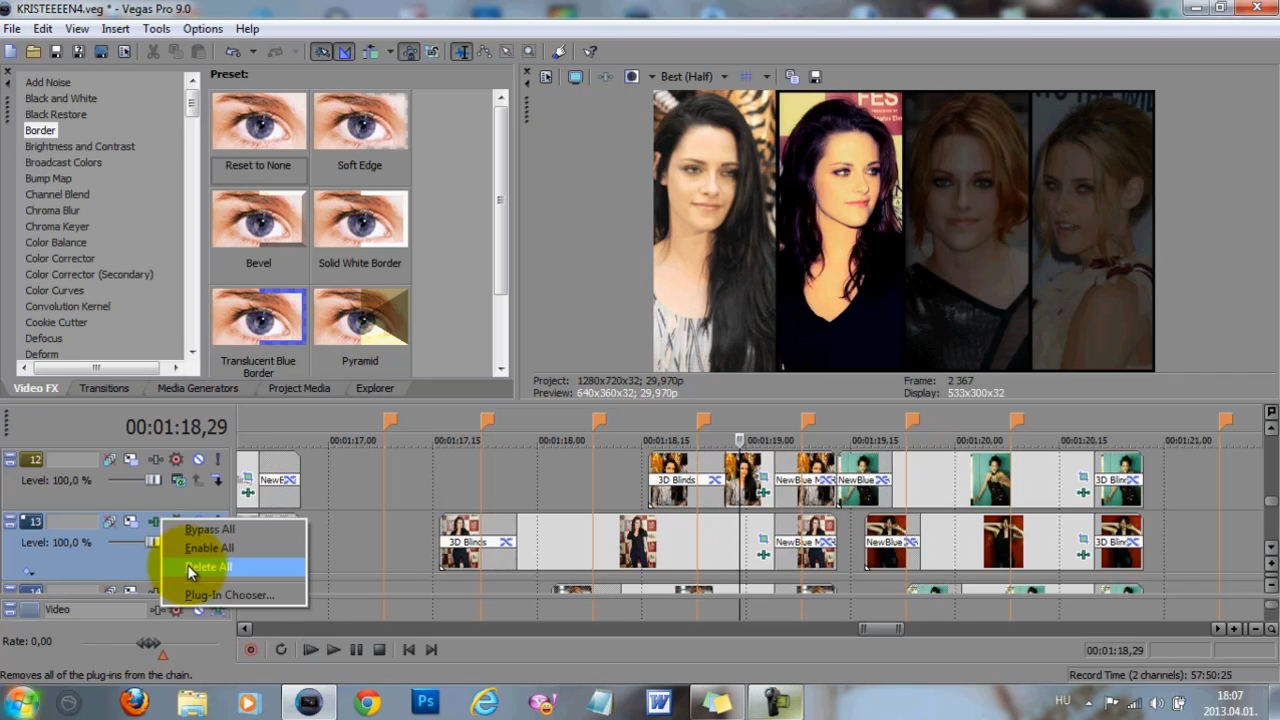 KRISTEEEEN4.veg * - Vegas Pro 9.0
File Edit View Insert Tools Options Help
Add Noise
Black and White
Black Restore
Border
Brightness and Contrast
Broadcast Colors
Bump Map
Channel Blend
Chroma Blur
Chroma Keyer
Color Balance
Color Corrector
Color Corrector (Secondary)
Color Curves
Convolution Kernel
Cookie Cutter
Defocus
Deform
Preset:
Reset to None
Soft Edge
Bevel
Solid White Border
Translucent Blue Border
Pyramid
Video FX Transitions Media Generators Project Media Explorer
Best (Half)
FES
Project: 1280x720x32; 29,970p
Preview: 640x360x32; 29,970p
Frame: 2 367
Display: 533x300x32
00:01:18,29
00:01:17,00 00:01:17,15 00:01:18,00 00:01:18,15 00:01:19,00 00:01:19,15 00:01:20,00 00:01:20,15 00:01:21,00
12
Level: 100,0 %
3D Blinds
13
Level: 100,0 %
3D Blinds
Bypass All
Enable All
Delete All
Plug-In Chooser...
14
Video
Rate: 0,00
00:01:18,29
Removes all of the plug-ins from the chain.
Record Time (2 channels): 57:50:25
HU
18:07
2013.04.01.